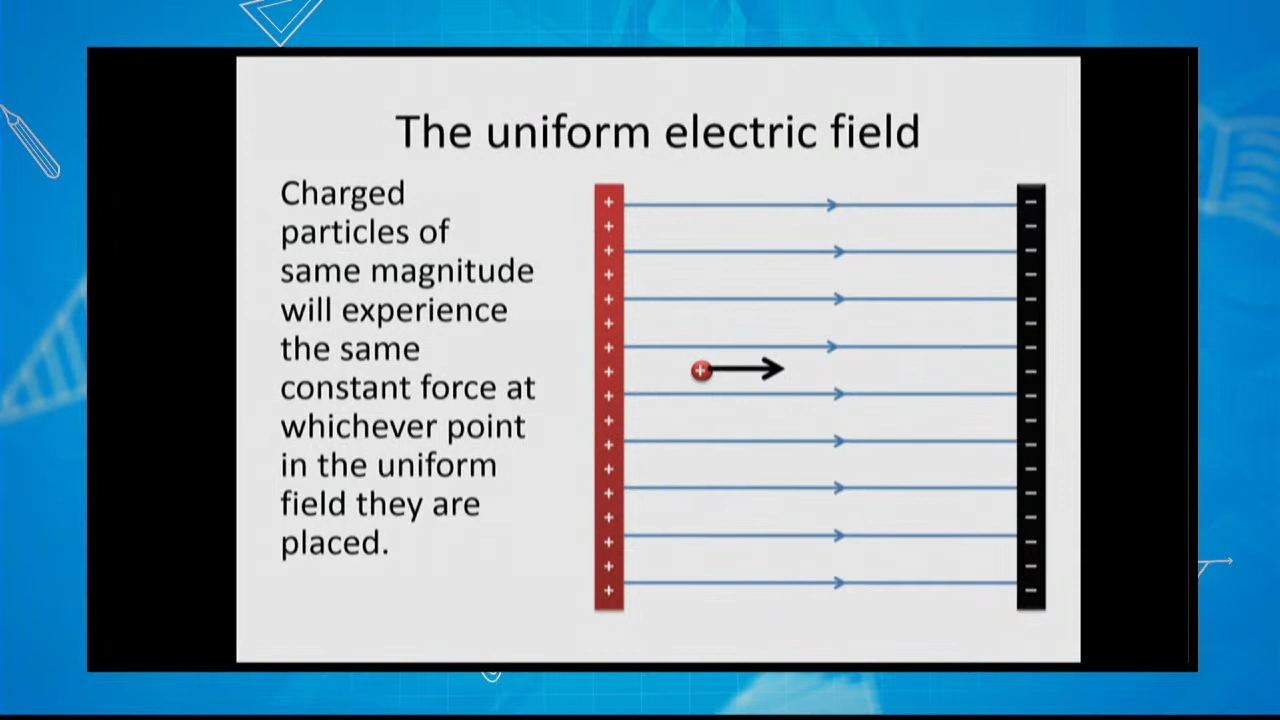 The uniform electric field
Charged
particles of
same magnitude
will experience
the same
constant force at
whichever point
in the uniform
field they are
placed.